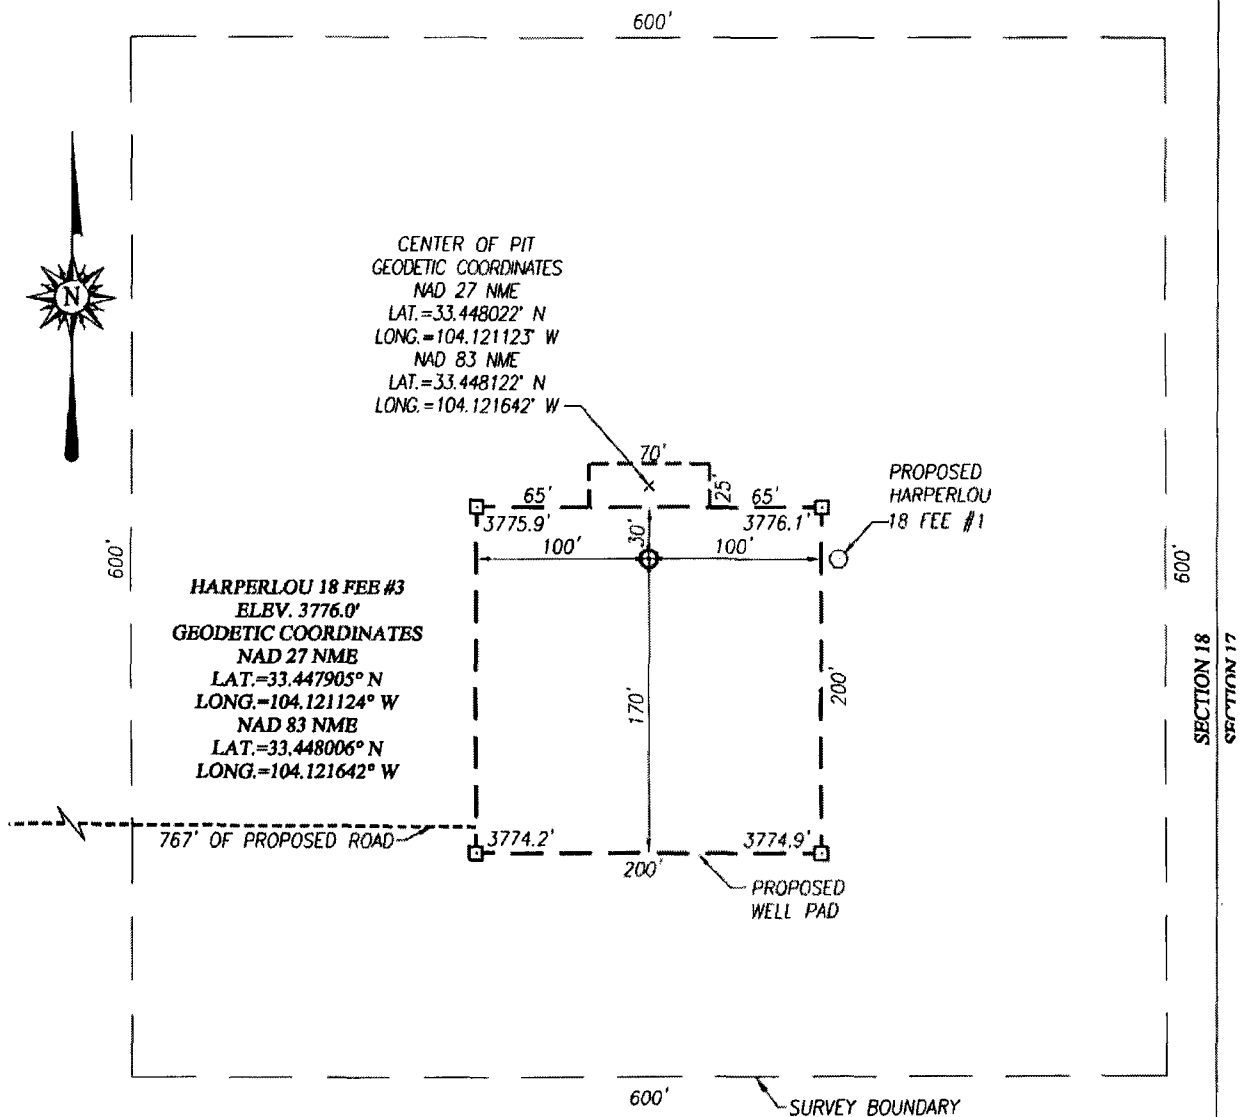 600'
N
CENTER OF PIT
GEODETIC COORDINATES
NAD 27 NME
LAT.=33.448022° N
LONG.=104.121123° W
NAD 83 NME
LAT.=33.448122° N
LONG.=104.121642° W
70'
25'
65'
65'
3775.9'
3776.1'
30'
100'
100'
PROPOSED
HARPERLOU
18 FEE #1
600'
600'
HARPERLOU 18 FEE #3
ELEV. 3776.0'
GEODETIC COORDINATES
NAD 27 NME
LAT.=33.447905° N
LONG.=104.121124° W
NAD 83 NME
LAT.=33.448006° N
LONG.=104.121642° W
170'
200'
SECTION 18
SECTION 17
767' OF PROPOSED ROAD
3774.2'
3774.9'
200'
PROPOSED
WELL PAD
600'
SURVEY BOUNDARY